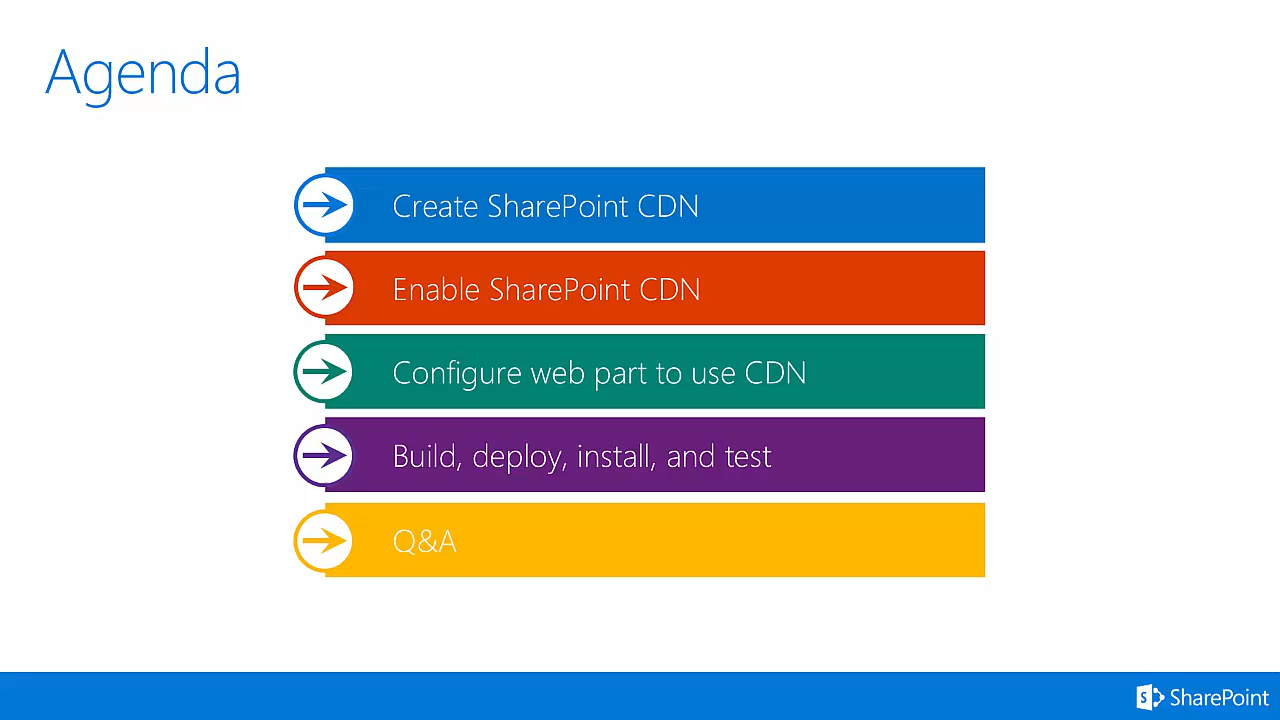 Agenda
Create SharePoint CDN
Enable SharePoint CDN
Configure web part to use CDN
Build, deploy, install, and test
Q&A
S SharePoint